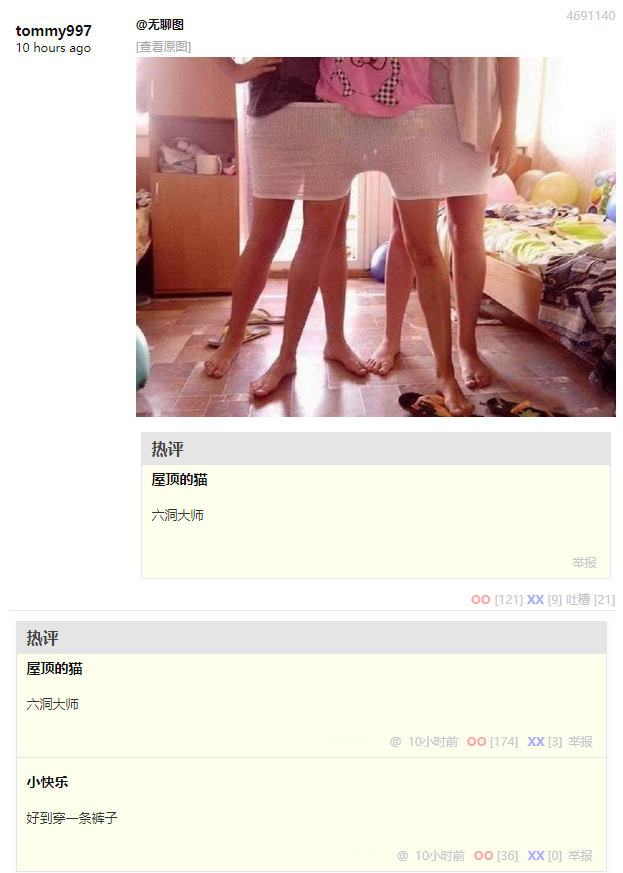 4691140
tommy997
10 hours ago
@无聊图
[查看原图]
热评
屋顶的猫
六洞大师
举报
OO [121] XX [9] 吐槽 [21]
热评
屋顶的猫
六洞大师
@ 10小时前 OO [174] XX [3] 举报
小快乐
好到穿一条裤子
@ 10小时前 OO [36] XX [0] 举报